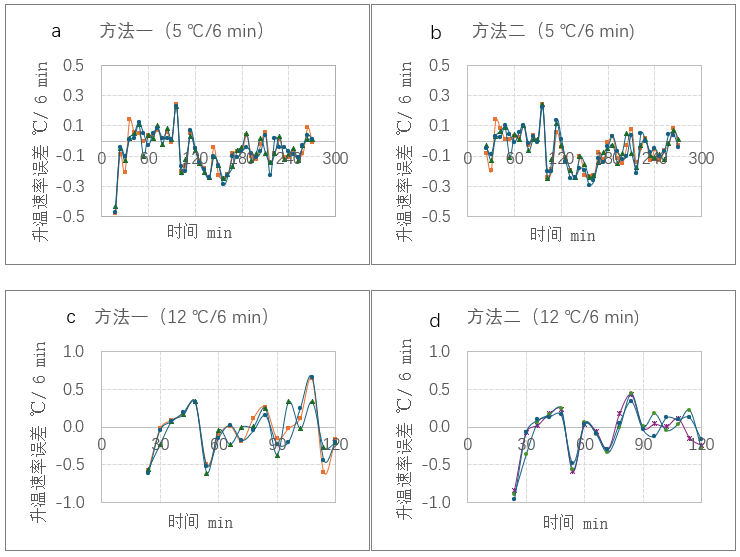 a 方法一（5 ℃/6 min）
0.5
0.3
0.1
-0.1
-0.3
-0.5
0 60 120 180 240 300
升温速率误差 ℃/ 6 min
时间 min
b 方法二（5 ℃/6 min）
0.5
0.3
0.1
-0.1
-0.3
-0.5
0 60 120 180 240 300
升温速率误差 ℃/ 6 min
时间 min
c 方法一（12 ℃/6 min）
1.0
0.5
0.0
-0.5
-1.0
0 30 60 90 120
升温速率误差 ℃/ 6 min
时间 min
d 方法二（12 ℃/6 min）
1.0
0.5
0.0
-0.5
-1.0
0 30 60 90 120
升温速率误差 ℃/ 6 min
时间 min